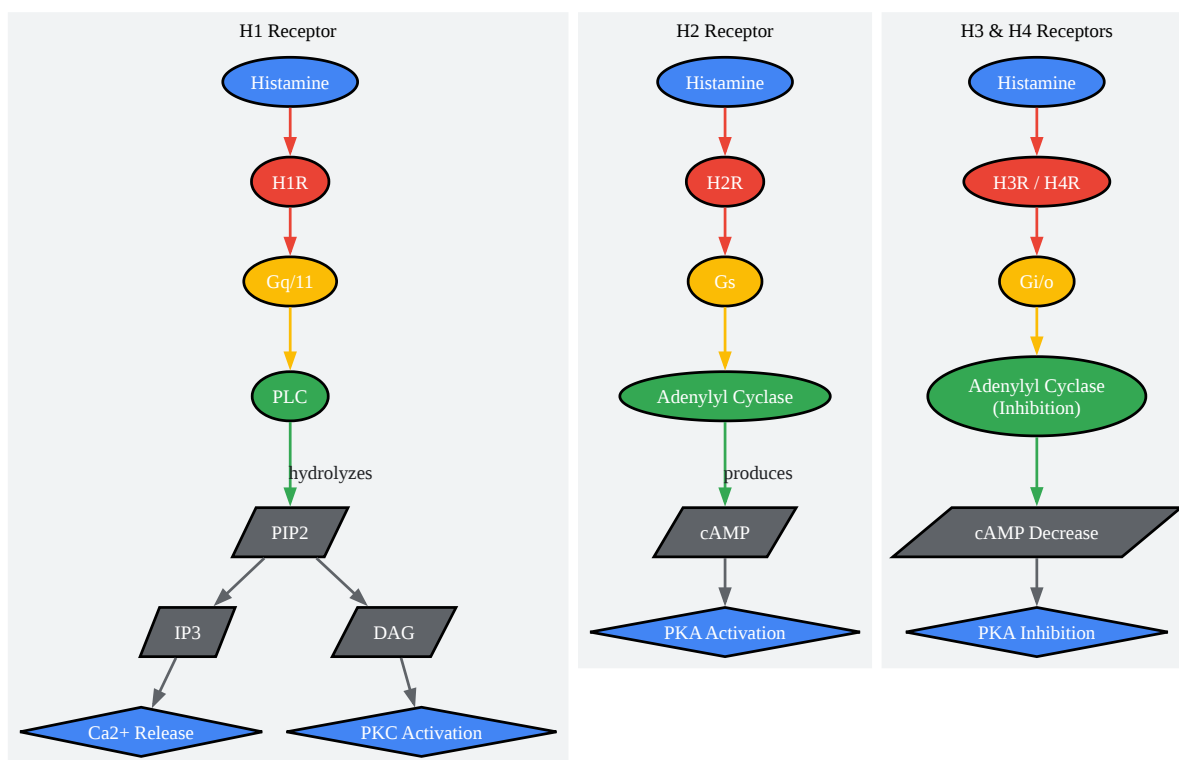 H1 Receptor
Histamine
H1R
Gq/11
PLC
hydrolyzes
PIP2
IP3
DAG
Ca2+ Release
PKC Activation
H2 Receptor
Histamine
H2R
Gs
Adenylyl Cyclase
produces
cAMP
PKA Activation
H3 & H4 Receptors
Histamine
H3R / H4R
Gi/o
Adenylyl Cyclase
(Inhibition)
cAMP Decrease
PKA Inhibition